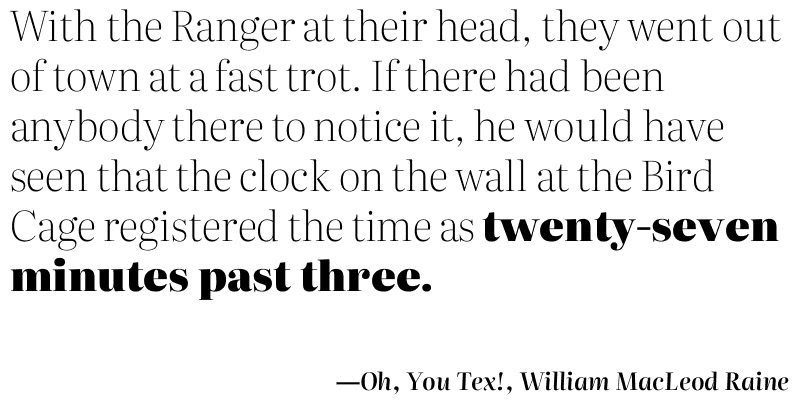 With the Ranger at their head, they went out
of town at a fast trot. If there had been
anybody there to notice it, he would have
seen that the clock on the wall at the Bird
Cage registered the time as twenty-seven
minutes past three.
—Oh, You Tex!, William MacLeod Raine